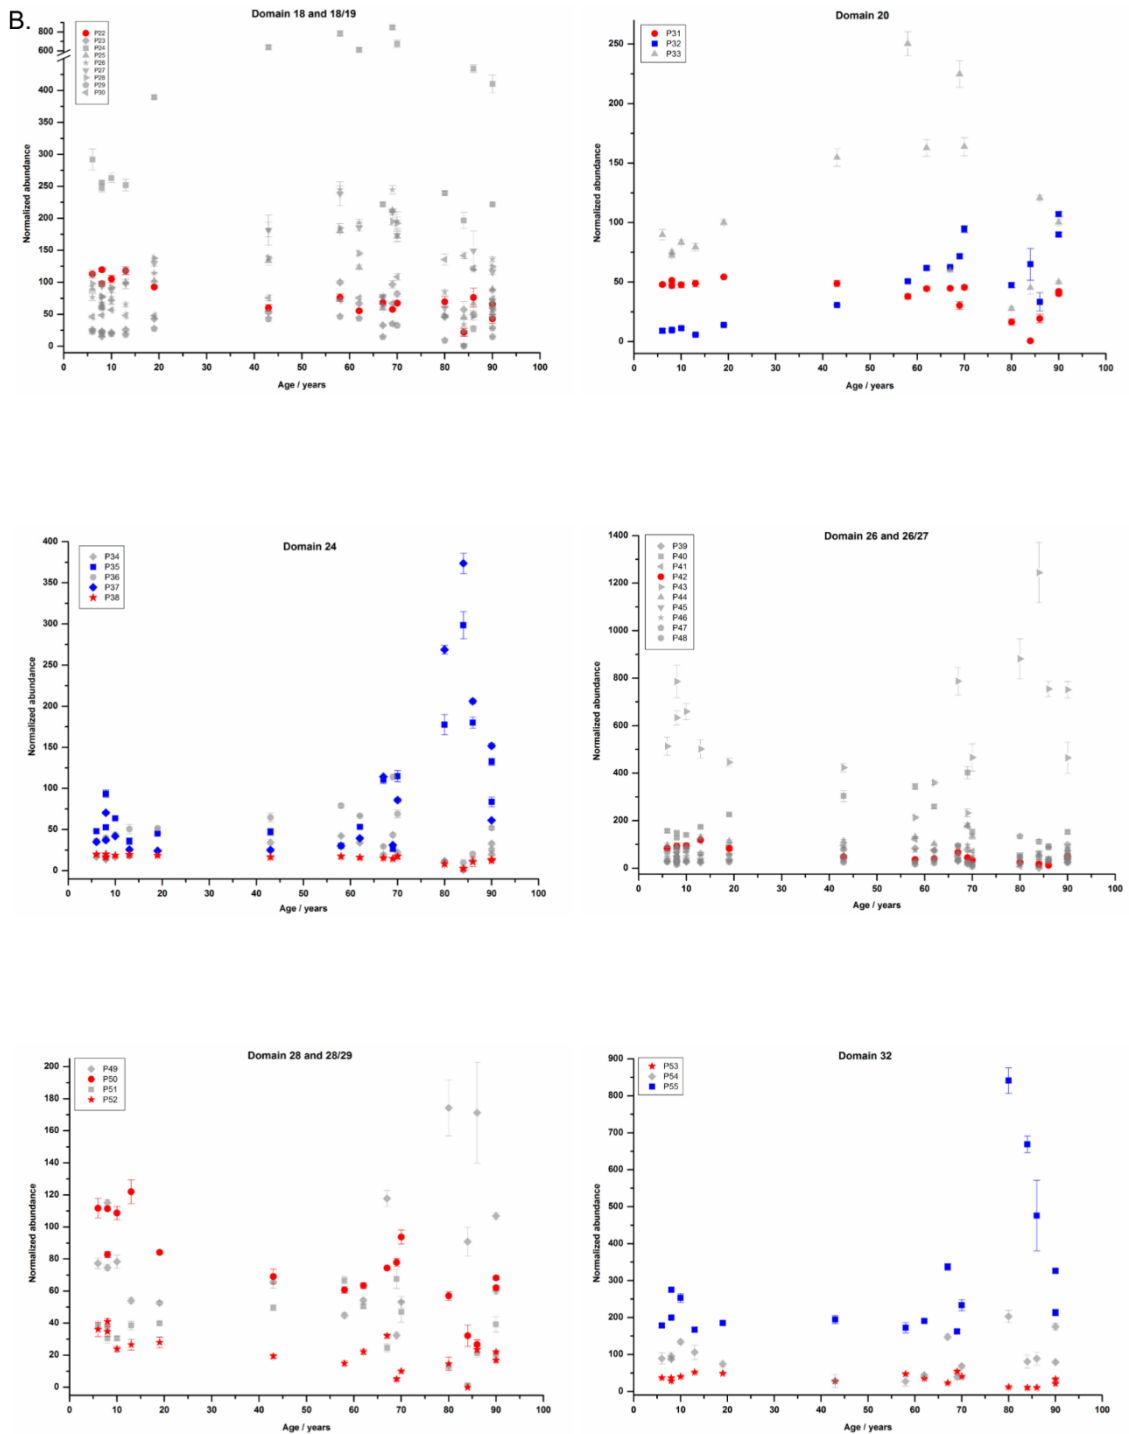 B.
Domain 18 and 18/19
P22
P23
P24
P25
P26
P27
P28
P29
P30
Normalized abundance
800
600
400
350
300
250
200
150
100
50
0
0 10 20 30 40 50 60 70 80 90 100
Age / years
Domain 20
P31
P32
P33
Normalized abundance
250
200
150
100
50
0
0 10 20 30 40 50 60 70 80 90 100
Age / years
Domain 24
P34
P35
P36
P37
P38
Normalized abundance
400
350
300
250
200
150
100
50
0
0 10 20 30 40 50 60 70 80 90 100
Age / years
Domain 26 and 26/27
P39
P40
P41
P42
P43
P44
P45
P46
P47
P48
Normalized abundance
1400
1200
1000
800
600
400
200
0
0 10 20 30 40 50 60 70 80 90 100
Age / years
Domain 28 and 28/29
P49
P50
P51
P52
Normalized abundance
200
180
160
140
120
100
80
60
40
20
0
0 10 20 30 40 50 60 70 80 90 100
Age / years
Domain 32
P53
P54
P55
Normalized abundance
900
800
700
600
500
400
300
200
100
0
0 10 20 30 40 50 60 70 80 90 100
Age / years